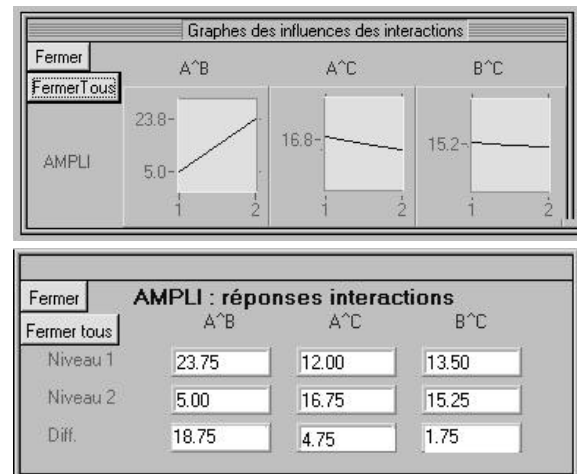 Graphes des influences des interactions
Fermer
FermerTous
A^B A^C B^C
AMPLI
23.8-
5.0-
16.8-
15.2-
1 2 1 2 1 2
Fermer
Fermer tous
AMPLI : réponses interactions
A^B A^C B^C
Niveau 1 23.75 12.00 13.50
Niveau 2 5.00 16.75 15.25
Diff. 18.75 4.75 1.75